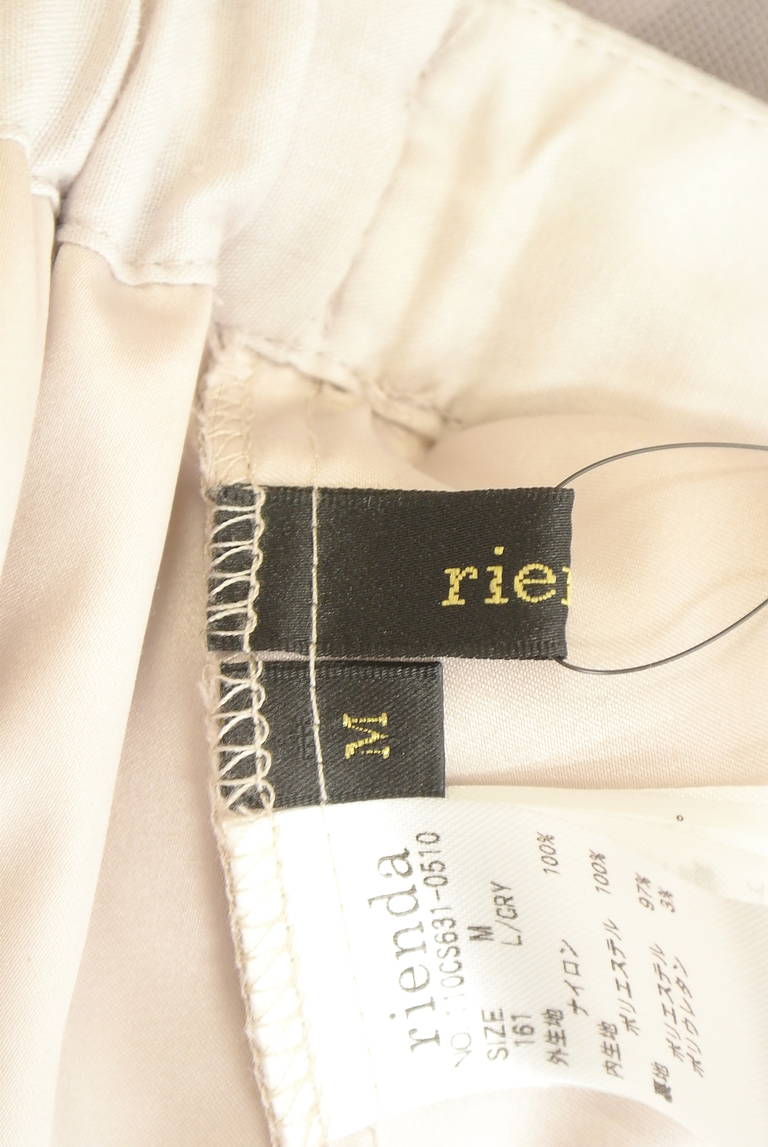 rien
M
rienda
NO.110CS631-0510
SIZE M
161 L/GRY
外生地
ナイロン 100%
内生地
ポリエステル 100%
裏地
ポリエステル 97%
ポリウレタン 3%